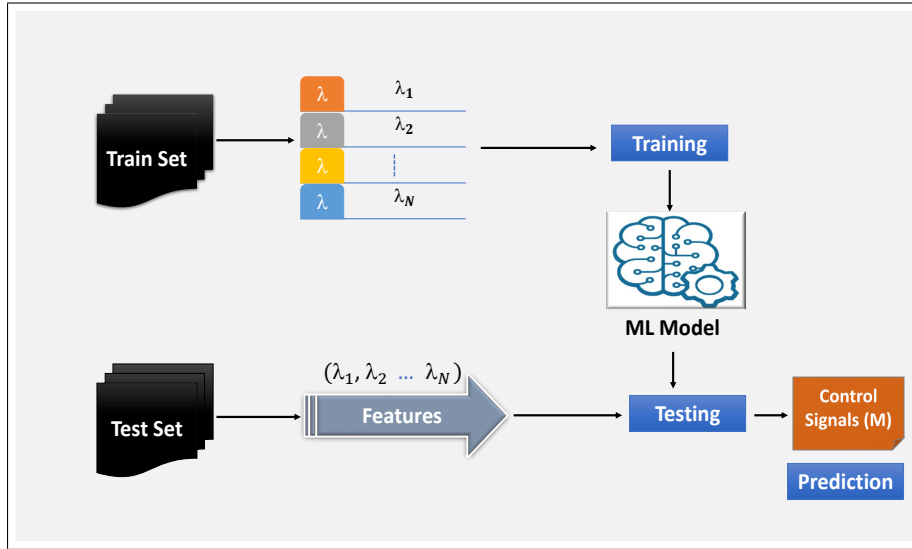 λ λ₁
λ λ₂
λ
λ λ_N
Train Set
Training
ML Model
(λ₁, λ₂ … λ_N)
Test Set
Features
Testing
Control
Signals (M)
Prediction